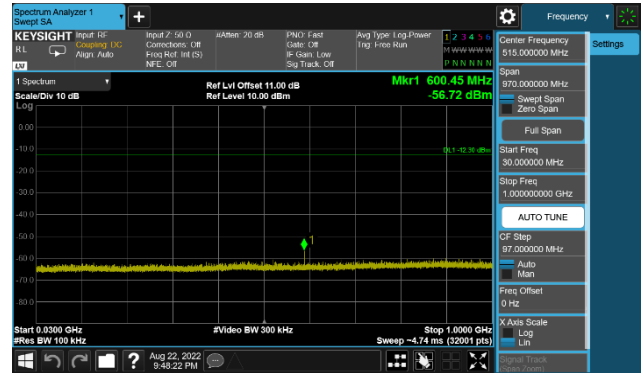 Spectrum Analyzer 1
Swept SA
+
Frequency
KEYSIGHT
Input: RF
Input Z: 50 Ω
#Atten: 20 dB
PNO: Fast
Avg Type: Log-Power
1 2 3 4 5 6
R L
Coupling: DC
Corrections: Off
Gate: Off
Trig: Free Run
M W W W W W
Align: Auto
Freq Ref: Int (S)
IF Gain: Low
P N N N N N
LXI
NFE: Off
Sig Track: Off
1 Spectrum
Scale/Div 10 dB
Ref Lvl Offset 11.00 dB
Ref Level 10.00 dBm
Mkr1 600.45 MHz
-56.72 dBm
Log
0.00
-10.0
DL1 -12.30 dBm
-20.0
-30.0
-40.0
-50.0
1
-60.0
-70.0
-80.0
Start 0.0300 GHz
#Video BW 300 kHz
Stop 1.0000 GHz
#Res BW 100 kHz
Sweep ~4.74 ms (32001 pts)
?
Aug 22, 2022
9:48:22 PM
Center Frequency
515.000000 MHz
Settings
Span
970.000000 MHz
Swept Span
Zero Span
Full Span
Start Freq
30.000000 MHz
Stop Freq
1.000000000 GHz
AUTO TUNE
CF Step
97.000000 MHz
Auto
Man
Freq Offset
0 Hz
X Axis Scale
Log
Lin
Signal Track
(Span Zoom)